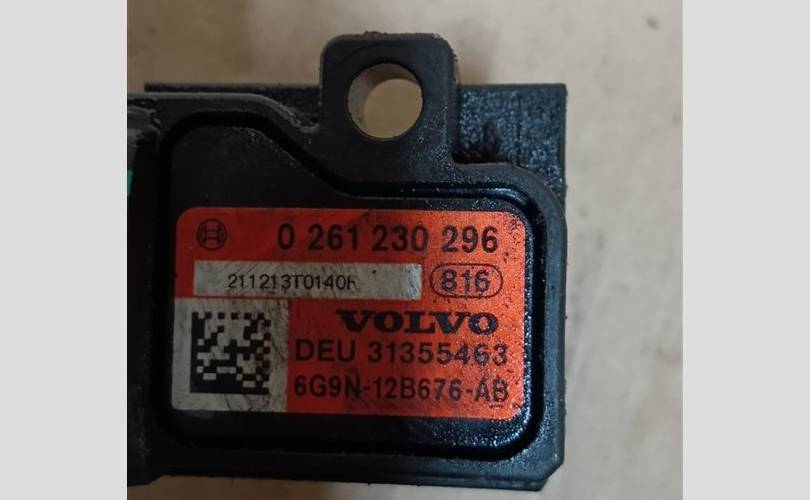 0 261 230 296
211213T0140F
816
VOLVO
DEU 31355463
6G9N-12B676-AB